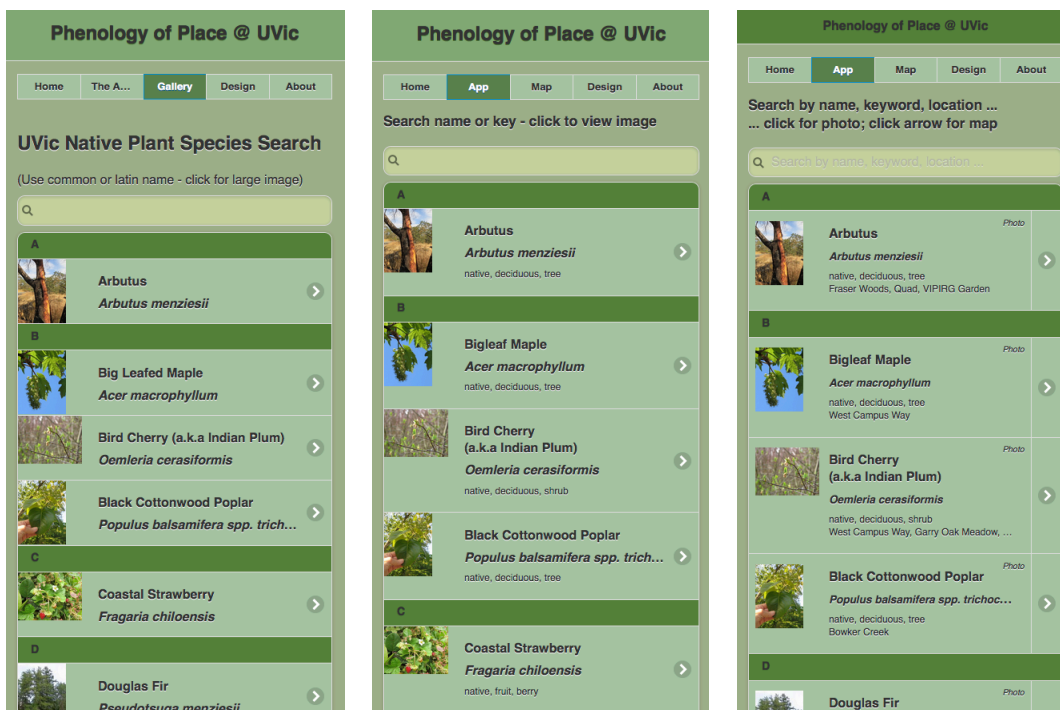 Phenology of Place @ UVic
Home The A... Gallery Design About
UVic Native Plant Species Search
(Use common or latin name - click for large image)
A
Arbutus
Arbutus menziesii
B
Big Leafed Maple
Acer macrophyllum
Bird Cherry (a.k.a Indian Plum)
Oemleria cerasiformis
Black Cottonwood Poplar
Populus balsamifera spp. trich...
C
Coastal Strawberry
Fragaria chiloensis
D
Douglas Fir
Pseudotsuga menziesii
Phenology of Place @ UVic
Home App Map Design About
Search name or key - click to view image
A
Arbutus
Arbutus menziesii
native, deciduous, tree
B
Bigleaf Maple
Acer macrophyllum
native, deciduous, tree
Bird Cherry
(a.k.a Indian Plum)
Oemleria cerasiformis
native, deciduous, shrub
Black Cottonwood Poplar
Populus balsamifera spp. trich...
native, deciduous, tree
C
Coastal Strawberry
Fragaria chiloensis
native, fruit, berry
Phenology of Place @ UVic
Home App Map Design About
Search by name, keyword, location ...
... click for photo; click arrow for map
Search by name, keyword, location ...
A
Photo
Arbutus
Arbutus menziesii
native, deciduous, tree
Fraser Woods, Quad, VIPIRG Garden
B
Photo
Bigleaf Maple
Acer macrophyllum
native, deciduous, tree
West Campus Way
Photo
Bird Cherry
(a.k.a Indian Plum)
Oemleria cerasiformis
native, deciduous, shrub
West Campus Way, Garry Oak Meadow, ...
Photo
Black Cottonwood Poplar
Populus balsamifera spp. trichoc...
native, deciduous, tree
Bowker Creek
D
Photo
Douglas Fir